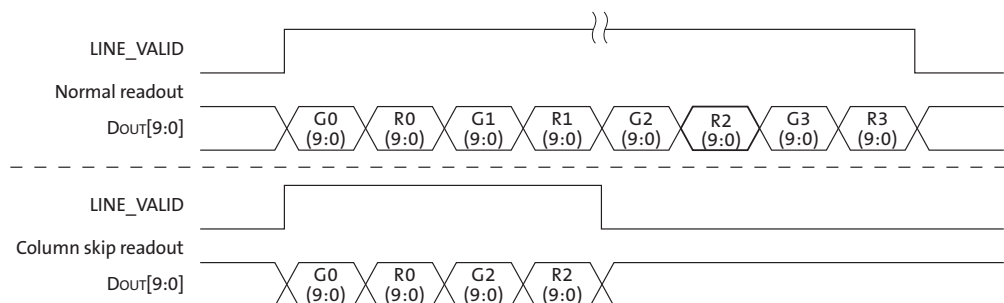 LINE_VALID
Normal readout
DOUT[9:0]
G0 (9:0) R0 (9:0) G1 (9:0) R1 (9:0) G2 (9:0) R2 (9:0) G3 (9:0) R3 (9:0)
LINE_VALID
Column skip readout
DOUT[9:0]
G0 (9:0) R0 (9:0) G2 (9:0) R2 (9:0)